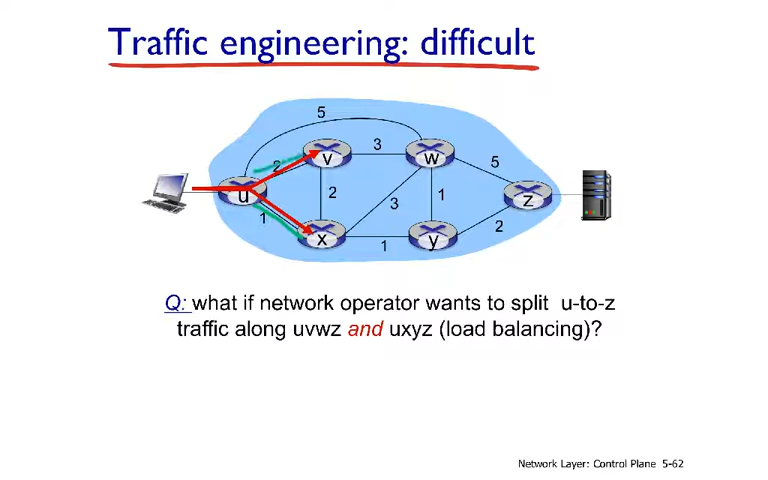 Traffic engineering: difficult
5
2
v
3
w
5
u
2
3
1
z
1
x
1
y
2
Q: what if network operator wants to split u-to-z
traffic along uvwz and uxyz (load balancing)?
Network Layer: Control Plane 5-62